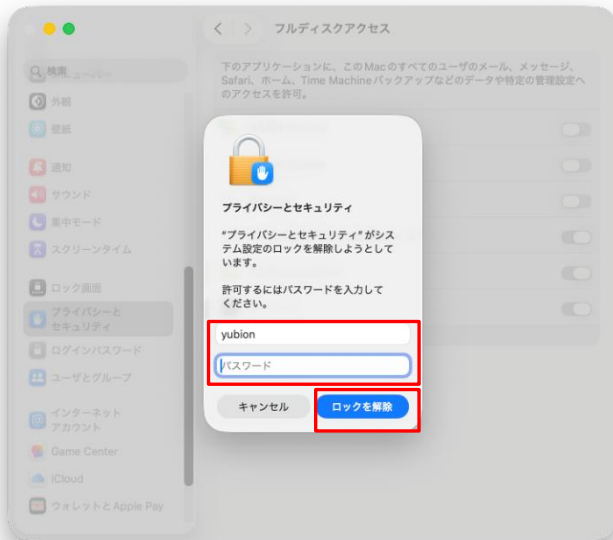 フルディスクアクセス
下のアプリケーションに、このMacのすべてのユーザのメール、メッセージ、
Safari、ホーム、Time Machineバックアップなどのデータや特定の管理設定へ
のアクセスを許可。
検索
外観
壁紙
通知
サウンド
集中モード
スクリーンタイム
ロック画面
プライバシーと
セキュリティ
ログインパスワード
ユーザとグループ
インターネット
アカウント
Game Center
iCloud
ウォレットとApple Pay
プライバシーとセキュリティ
"プライバシーとセキュリティ"がシス
テム設定のロックを解除しようとして
います。
許可するにはパスワードを入力して
ください。
yubion
パスワード
キャンセル
ロックを解除